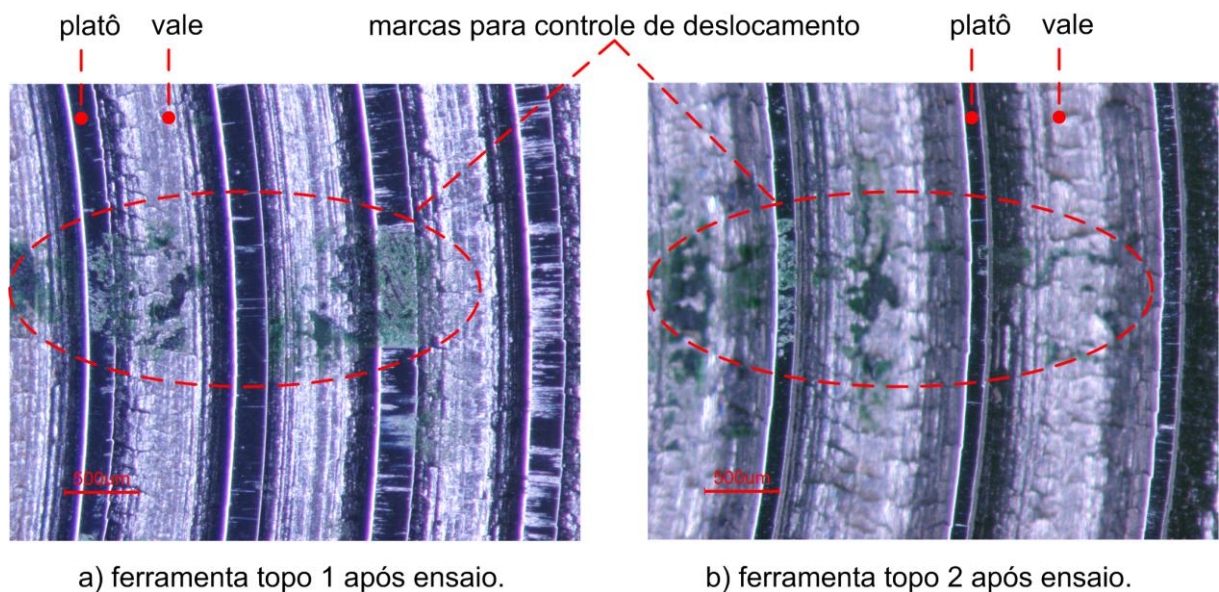 platô vale marcas para controle de deslocamento platô vale
500um 500um
a) ferramenta topo 1 após ensaio. b) ferramenta topo 2 após ensaio.